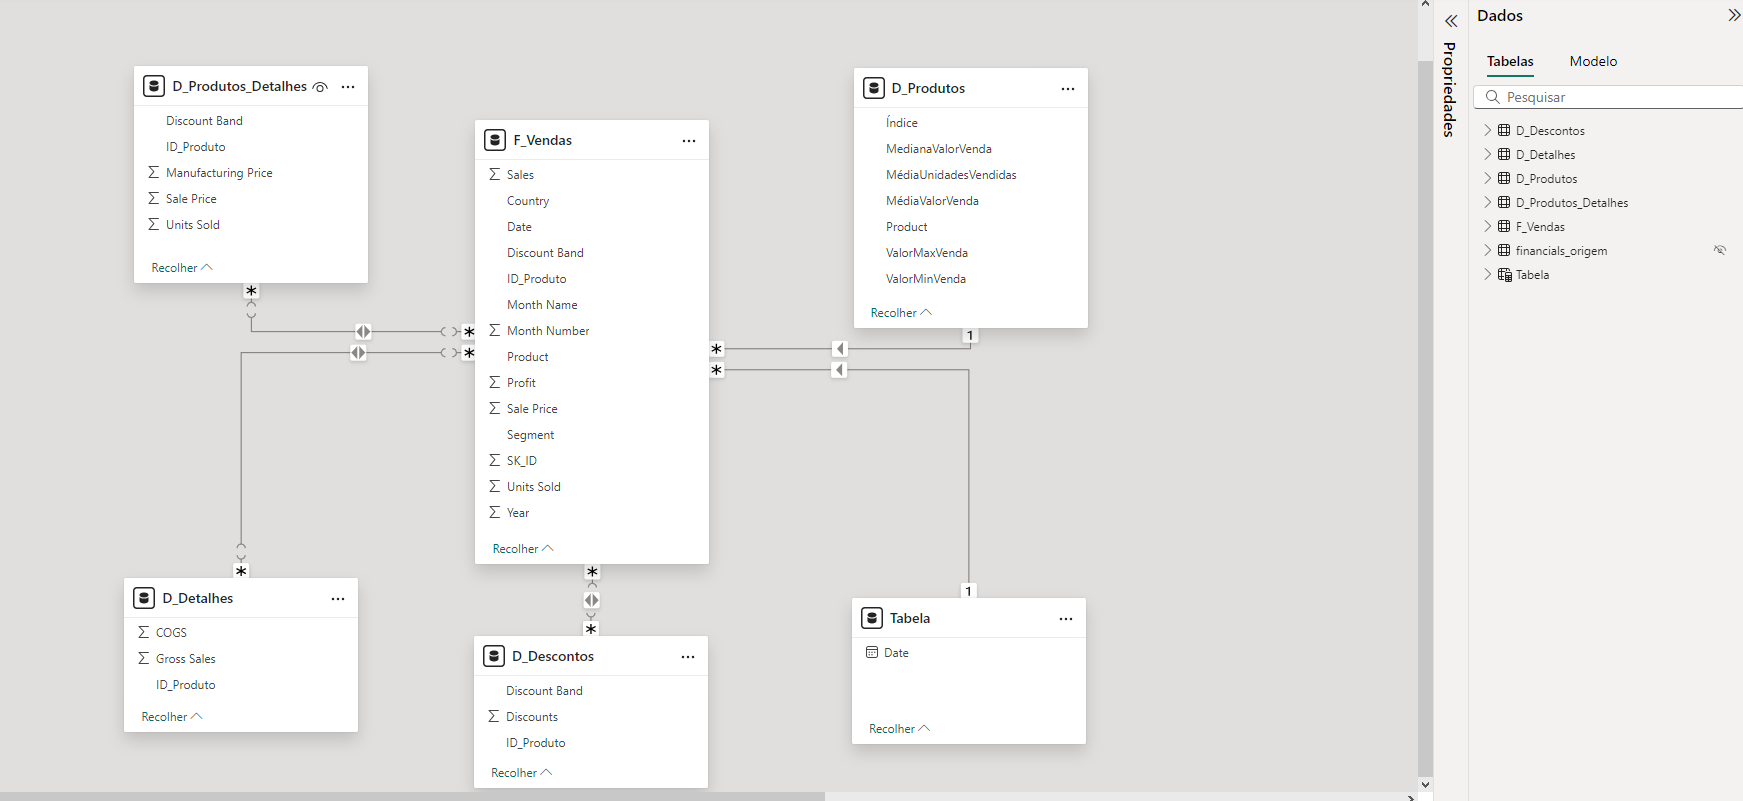 D_Produtos_Detalhes
Discount Band
ID_Produto
Manufacturing Price
Sale Price
Units Sold
Recolher
*
*
*
*
F_Vendas
Sales
Country
Date
Discount Band
ID_Produto
Month Name
Month Number
Product
Profit
Sale Price
Segment
SK_ID
Units Sold
Year
Recolher
*
*
D_Produtos
Índice
MedianaValorVenda
MédiaUnidadesVendidas
MédiaValorVenda
Product
ValorMaxVenda
ValorMinVenda
Recolher
1
*
*
1
D_Detalhes
COGS
Gross Sales
ID_Produto
Recolher
D_Descontos
Discount Band
Discounts
ID_Produto
Recolher
Tabela
Date
Recolher
Propriedades
Dados
Tabelas Modelo
Pesquisar
D_Descontos
D_Detalhes
D_Produtos
D_Produtos_Detalhes
F_Vendas
financials_origem
Tabela